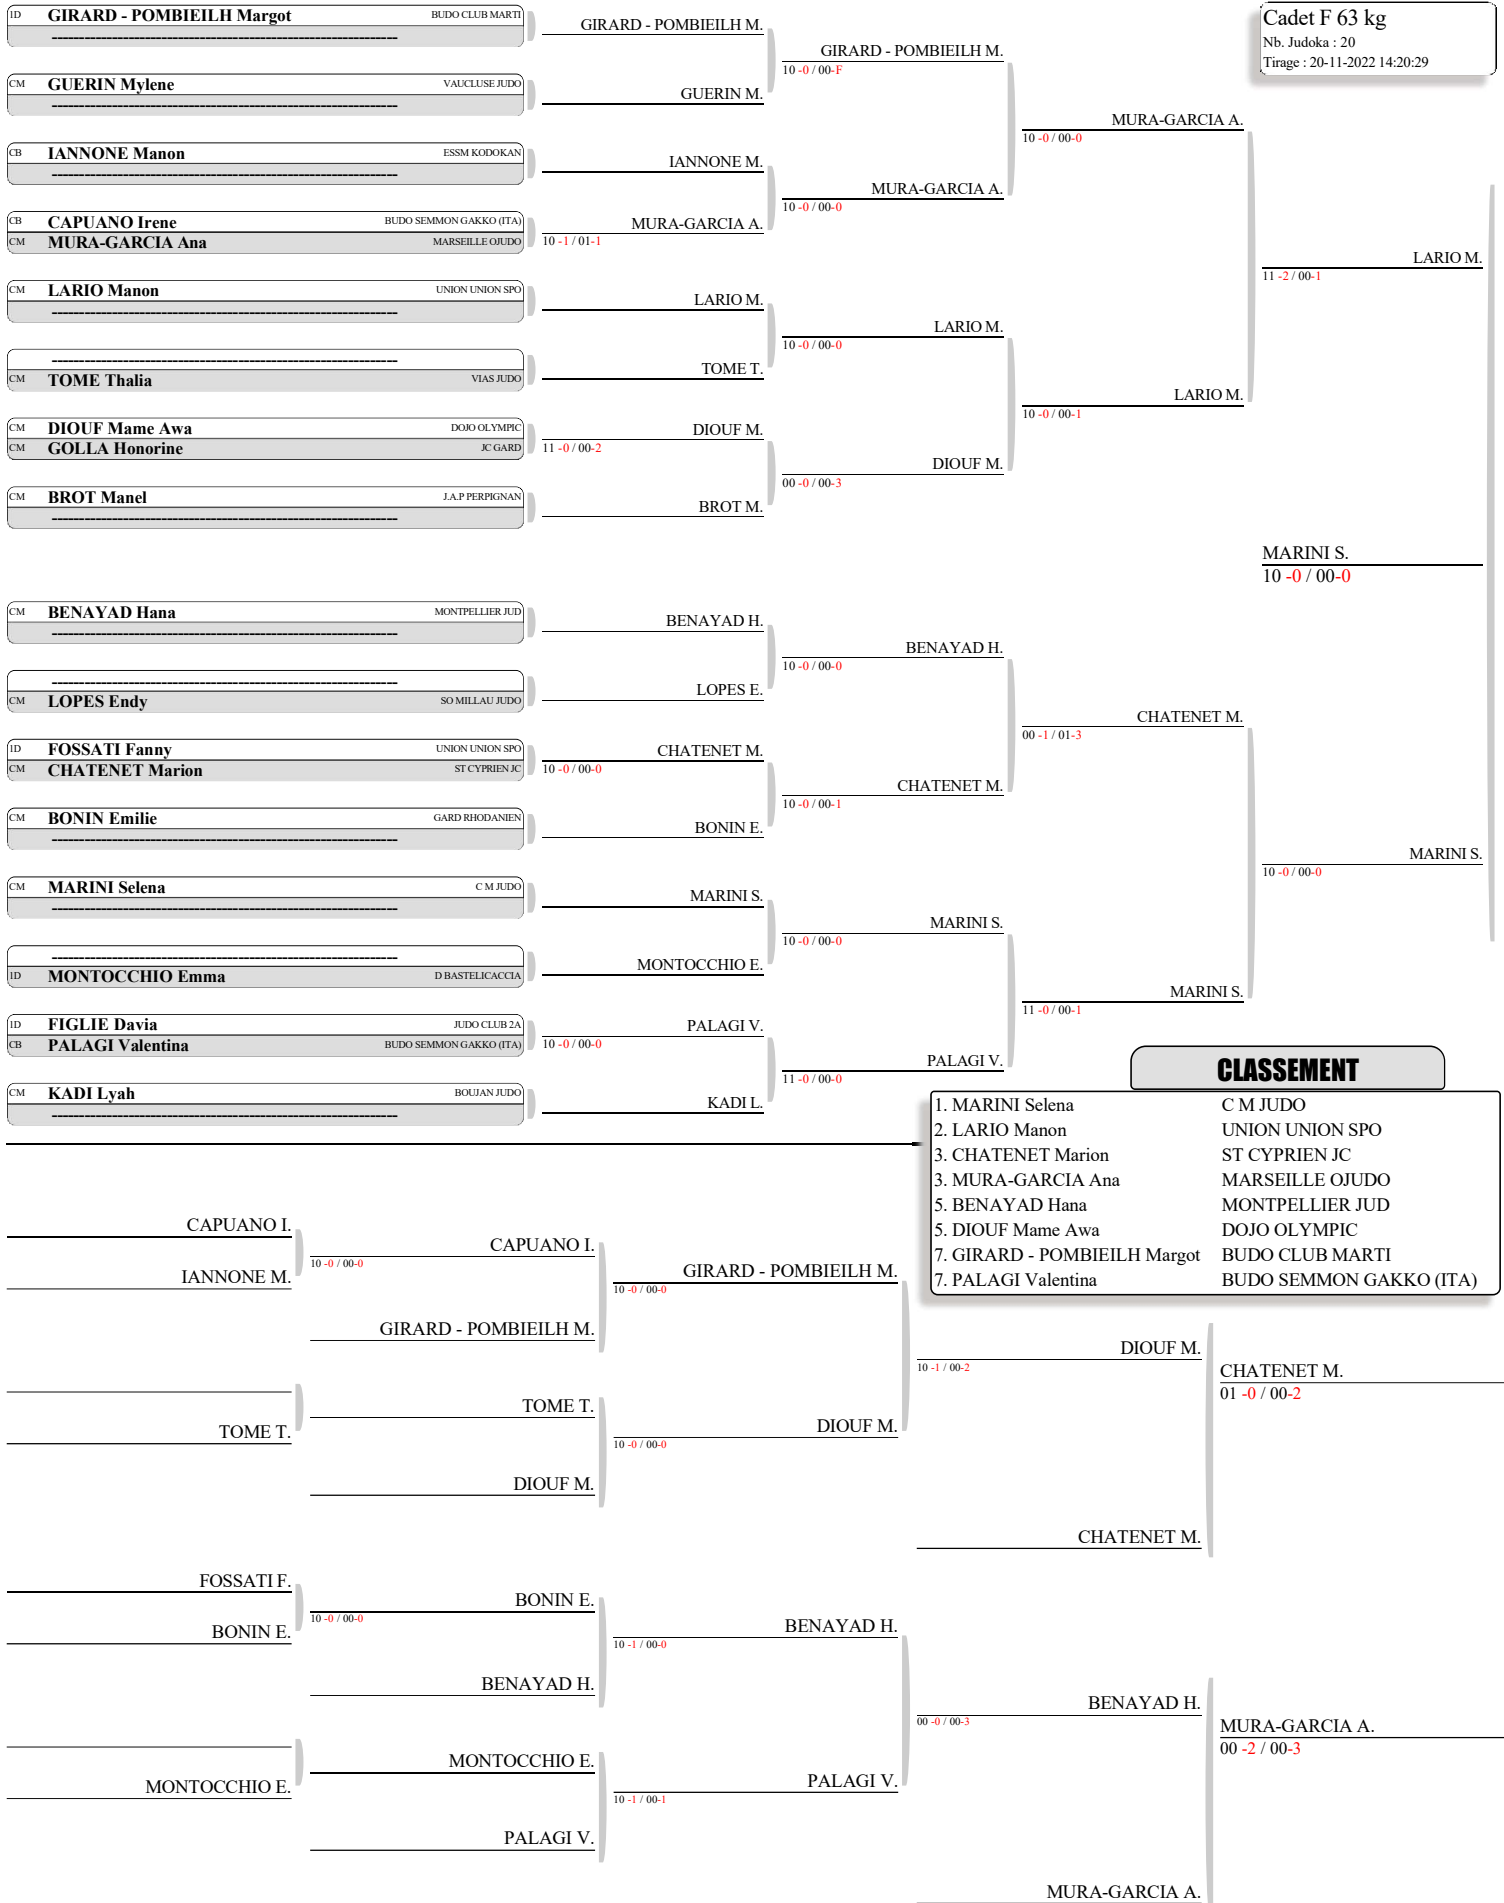 Cadet F 63 kg
Nb. Judoka : 20
Tirage : 20-11-2022 14:20:29
1D GIRARD - POMBIEILH Margot BUDO CLUB MARTI
----------------------------------------------------------------
CM GUERIN Mylene VAUCLUSE JUDO
----------------------------------------------------------------
CB IANNONE Manon ESSM KODOKAN
----------------------------------------------------------------
CB CAPUANO Irene BUDO SEMMON GAKKO (ITA)
CM MURA-GARCIA Ana MARSEILLE OJUDO
CM LARIO Manon UNION UNION SPO
----------------------------------------------------------------
----------------------------------------------------------------
CM TOME Thalia VIAS JUDO
CM DIOUF Mame Awa DOJO OLYMPIC
CM GOLLA Honorine JC GARD
CM BROT Manel J.A.P PERPIGNAN
----------------------------------------------------------------
CM BENAYAD Hana MONTPELLIER JUD
----------------------------------------------------------------
----------------------------------------------------------------
CM LOPES Endy SO MILLAU JUDO
1D FOSSATI Fanny UNION UNION SPO
CM CHATENET Marion ST CYPRIEN JC
CM BONIN Emilie GARD RHODANIEN
----------------------------------------------------------------
CM MARINI Selena C M JUDO
----------------------------------------------------------------
----------------------------------------------------------------
1D MONTOCCHIO Emma D BASTELICACCIA
1D FIGLIE Davia JUDO CLUB 2A
CB PALAGI Valentina BUDO SEMMON GAKKO (ITA)
CM KADI Lyah BOUJAN JUDO
----------------------------------------------------------------
GIRARD - POMBIEILH M.
GUERIN M.
IANNONE M.
MURA-GARCIA A.
10 -1 / 01-1
LARIO M.
TOME T.
DIOUF M.
11 -0 / 00-2
BROT M.
BENAYAD H.
LOPES E.
CHATENET M.
10 -0 / 00-0
BONIN E.
MARINI S.
MONTOCCHIO E.
PALAGI V.
10 -0 / 00-0
KADI L.
GIRARD - POMBIEILH M.
10 -0 / 00-F
MURA-GARCIA A.
10 -0 / 00-0
LARIO M.
10 -0 / 00-0
DIOUF M.
00 -0 / 00-3
BENAYAD H.
10 -0 / 00-0
CHATENET M.
10 -0 / 00-1
MARINI S.
10 -0 / 00-0
PALAGI V.
11 -0 / 00-0
MURA-GARCIA A.
10 -0 / 00-0
LARIO M.
10 -0 / 00-1
CHATENET M.
00 -1 / 01-3
MARINI S.
11 -0 / 00-1
LARIO M.
11 -2 / 00-1
MARINI S.
10 -0 / 00-0
MARINI S.
10 -0 / 00-0
CLASSEMENT
1. MARINI Selena C M JUDO
2. LARIO Manon UNION UNION SPO
3. CHATENET Marion ST CYPRIEN JC
3. MURA-GARCIA Ana MARSEILLE OJUDO
5. BENAYAD Hana MONTPELLIER JUD
5. DIOUF Mame Awa DOJO OLYMPIC
7. GIRARD - POMBIEILH Margot BUDO CLUB MARTI
7. PALAGI Valentina BUDO SEMMON GAKKO (ITA)
CAPUANO I.
IANNONE M.
TOME T.
FOSSATI F.
BONIN E.
MONTOCCHIO E.
CAPUANO I.
10 -0 / 00-0
GIRARD - POMBIEILH M.
TOME T.
DIOUF M.
BONIN E.
10 -0 / 00-0
BENAYAD H.
MONTOCCHIO E.
PALAGI V.
GIRARD - POMBIEILH M.
10 -0 / 00-0
DIOUF M.
10 -0 / 00-0
BENAYAD H.
10 -1 / 00-0
PALAGI V.
10 -1 / 00-1
DIOUF M.
10 -1 / 00-2
CHATENET M.
BENAYAD H.
00 -0 / 00-3
MURA-GARCIA A.
CHATENET M.
01 -0 / 00-2
MURA-GARCIA A.
00 -2 / 00-3